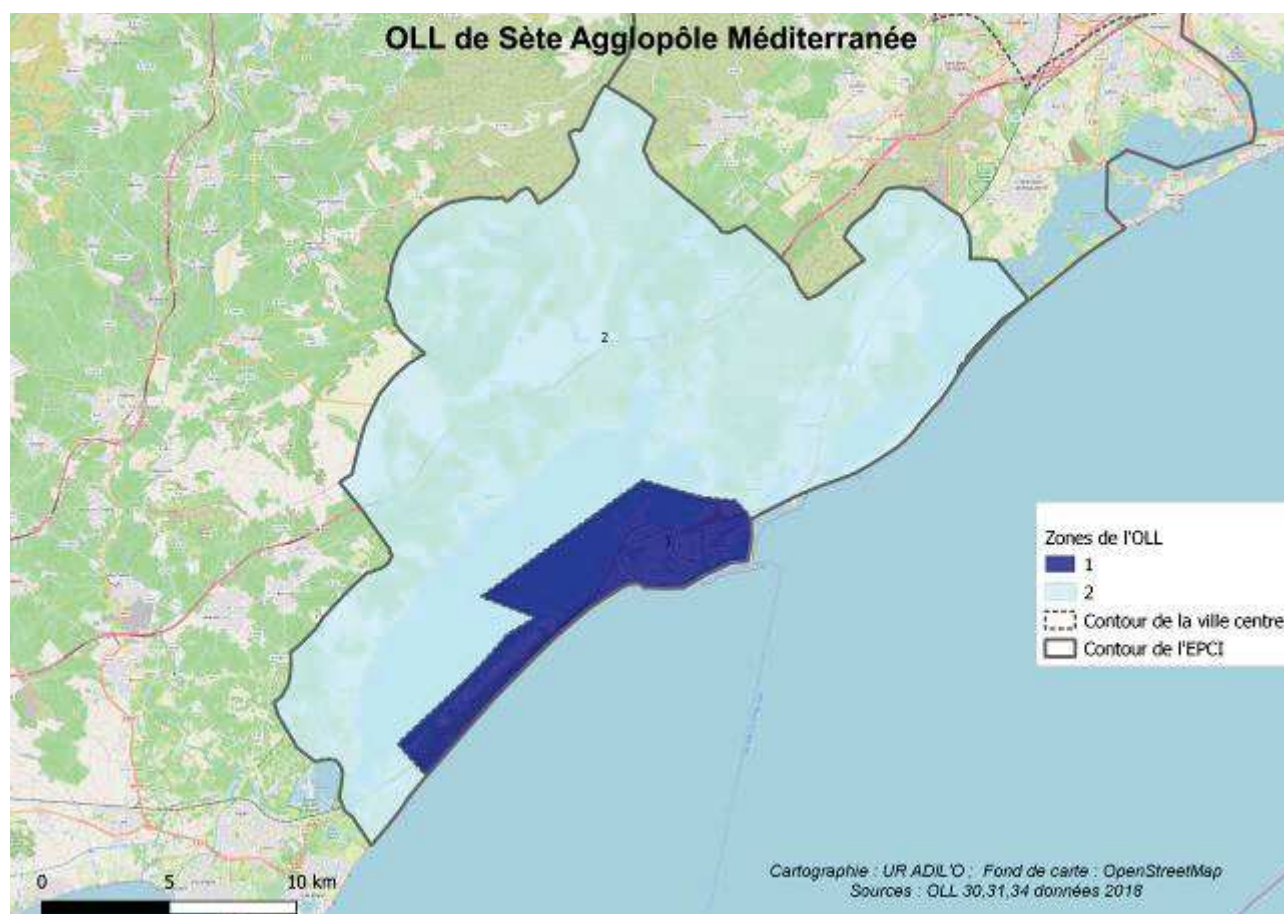 OLL de Sète Agglopôle Méditerranée
2
Zones de l'OLL
1
2
Contour de la ville centre
Contour de l'EPCI
0 5 10 km
Cartographie : UR ADIL'O ; Fond de carte : OpenStreetMap
Sources : OLL 30,31,34 données 2018